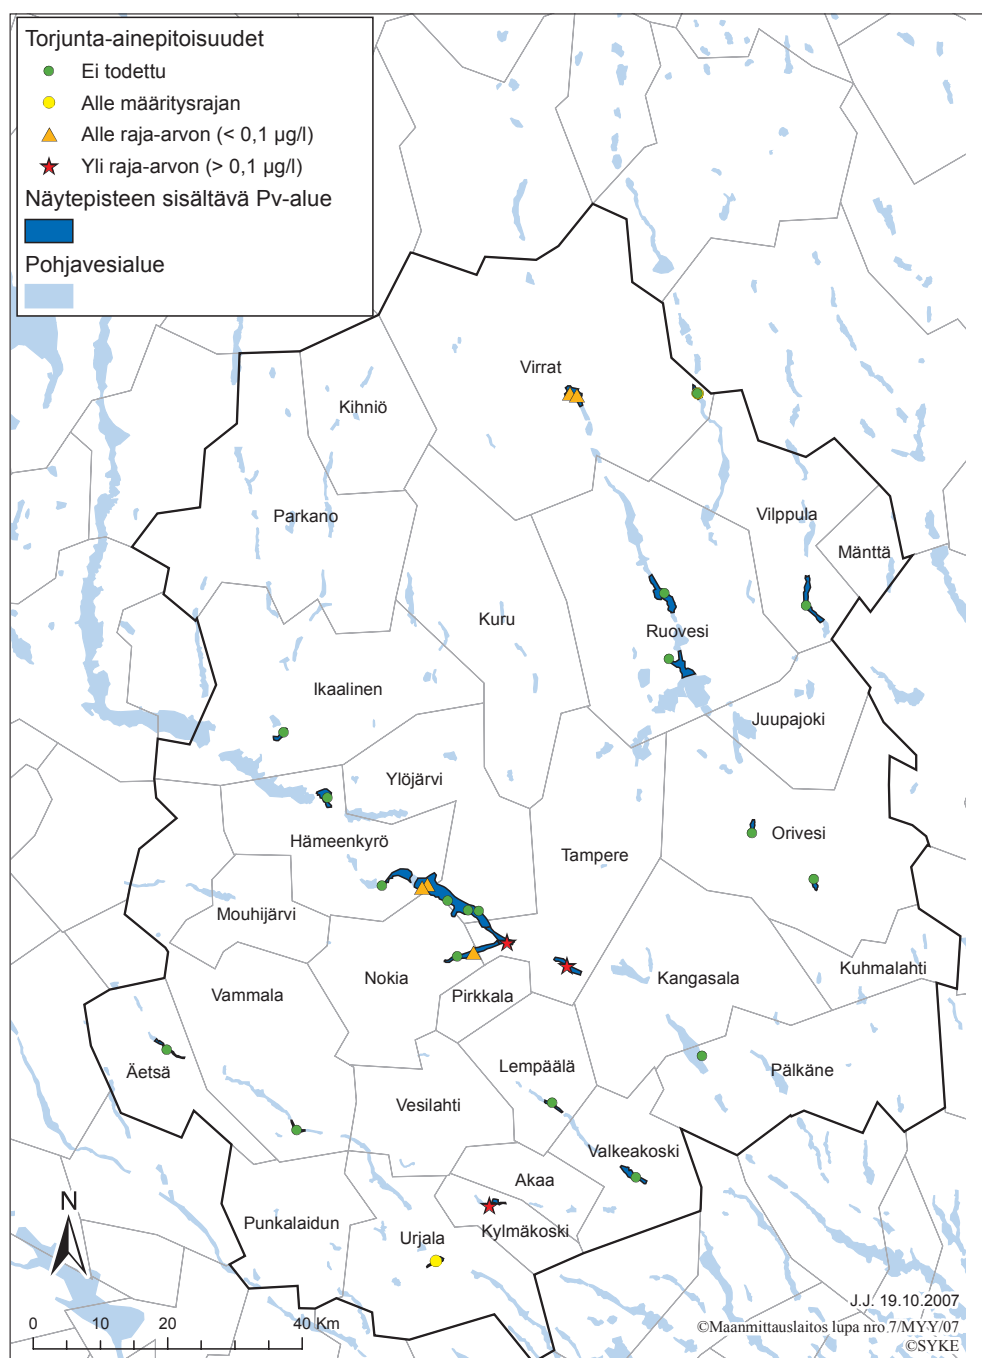 Torjunta-ainepitoisuudet
Ei todettu
Alle määritysrajan
Alle raja-arvon (< 0,1 µg/l)
Yli raja-arvon (> 0,1 µg/l)
Näytepisteen sisältävä Pv-alue
Pohjavesialue
Virrat
Kihniö
Parkano
Vilppula
Mänttä
Kuru
Ruovesi
Ikaalinen
Juupajoki
Ylöjärvi
Hämeenkyrö
Orivesi
Tampere
Mouhijärvi
Kuhmalahti
Nokia
Kangasala
Vammala
Pirkkala
Lempäälä
Pälkäne
Äetsä
Vesilahti
Valkeakoski
Akaa
Punkalaidun
Kylmäkoski
Urjala
N
0 10 20 40 Km
J.J. 19.10.2007
©Maanmittauslaitos lupa nro 7/MYY/07
©SYKE